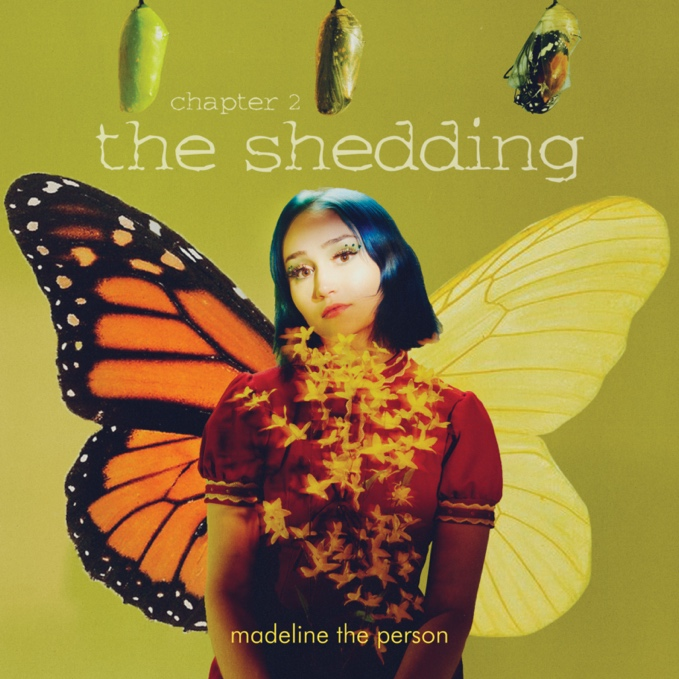 chapter 2
the shedding
madeline the person